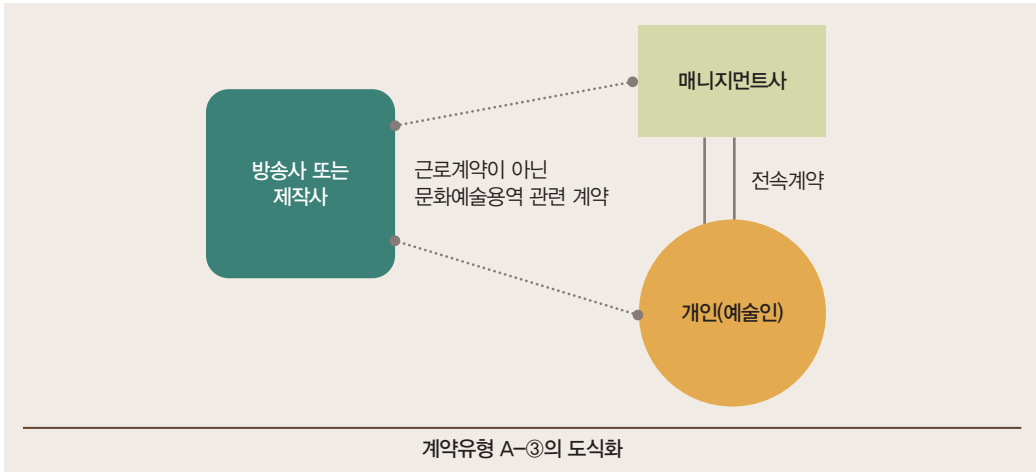 매니지먼트사
방송사 또는
제작사
근로계약이 아닌
문화예술용역 관련 계약
전속계약
개인(예술인)
계약유형 A-③의 도식화